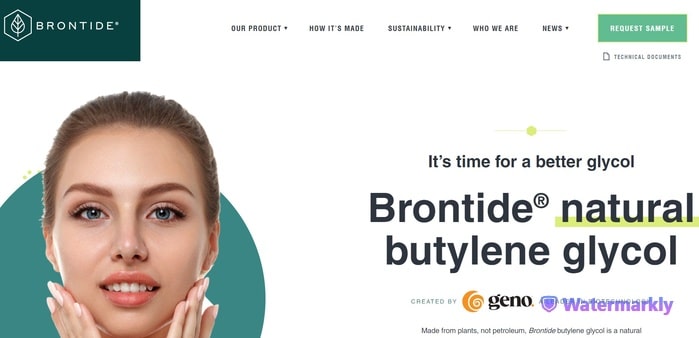 BRONTIDE®
OUR PRODUCT ▾ HOW IT'S MADE SUSTAINABILITY ▾ WHO WE ARE NEWS ▾ REQUEST SAMPLE
TECHNICAL DOCUMENTS
It's time for a better glycol
Brontide® natural
butylene glycol
CREATED BY geno.
Watermarkly
Made from plants, not petroleum, Brontide butylene glycol is a natural